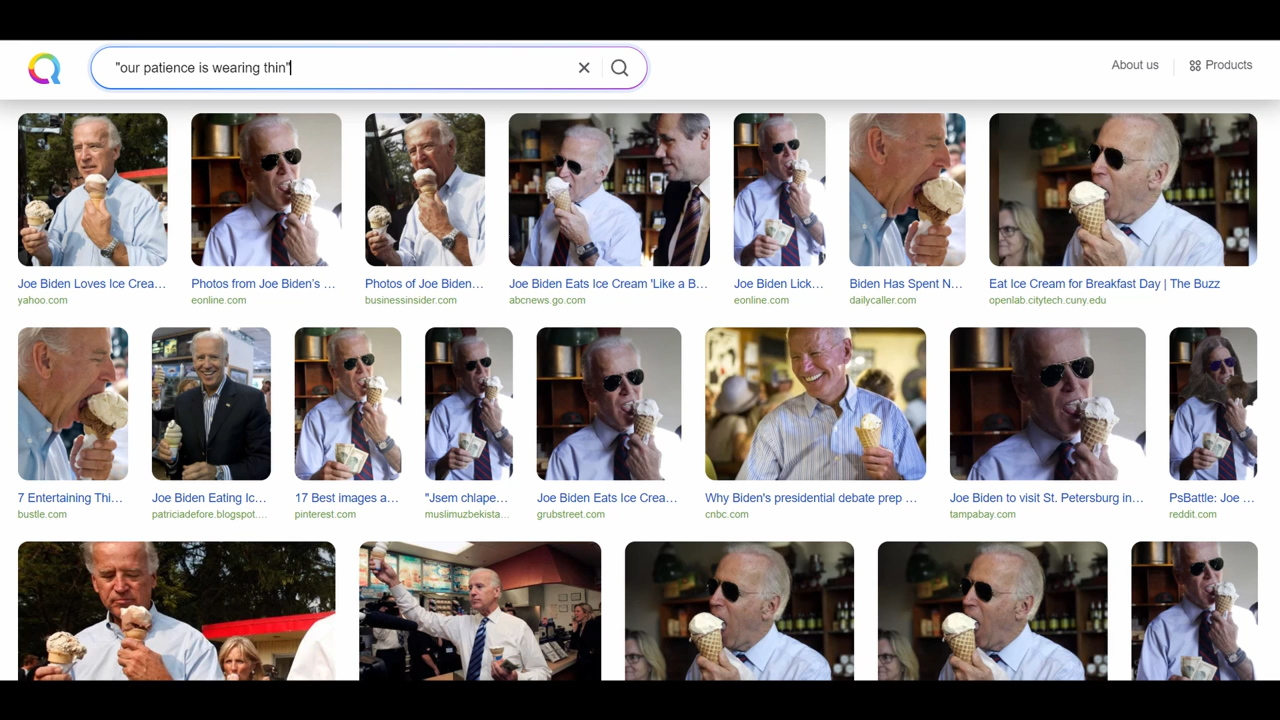 "our patience is wearing thin"
About us
Products
Joe Biden Loves Ice Crea...
yahoo.com
Photos from Joe Biden's ...
eonline.com
Photos of Joe Biden...
businessinsider.com
Joe Biden Eats Ice Cream 'Like a B...
abcnews.go.com
Joe Biden Lick...
eonline.com
Biden Has Spent N...
dailycaller.com
Eat Ice Cream for Breakfast Day | The Buzz
openlab.citytech.cuny.edu
7 Entertaining Thi...
bustle.com
Joe Biden Eating Ic...
patriciadefore.blogspot....
17 Best images a...
pinterest.com
"Jsem chlape...
muslimuzbekista...
Joe Biden Eats Ice Crea...
grubstreet.com
Why Biden's presidential debate prep ...
cnbc.com
Joe Biden to visit St. Petersburg in...
tampabay.com
PsBattle: Joe ...
reddit.com